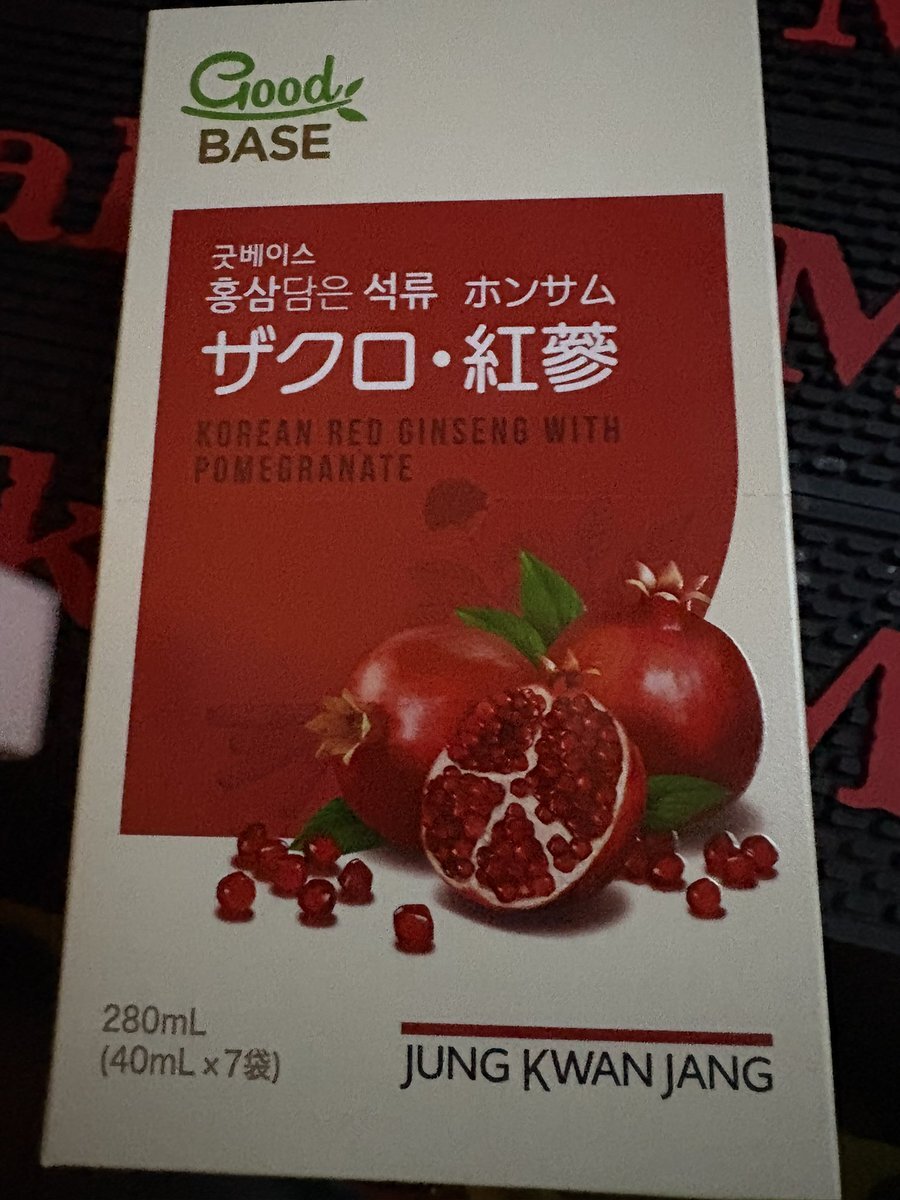 Good
BASE
굿베이스
홍삼담은 석류 ホンサム
ザクロ・紅蔘
KOREAN RED GINSENG WITH
POMEGRANATE
280mL
(40mL x 7袋)
JUNG KWAN JANG